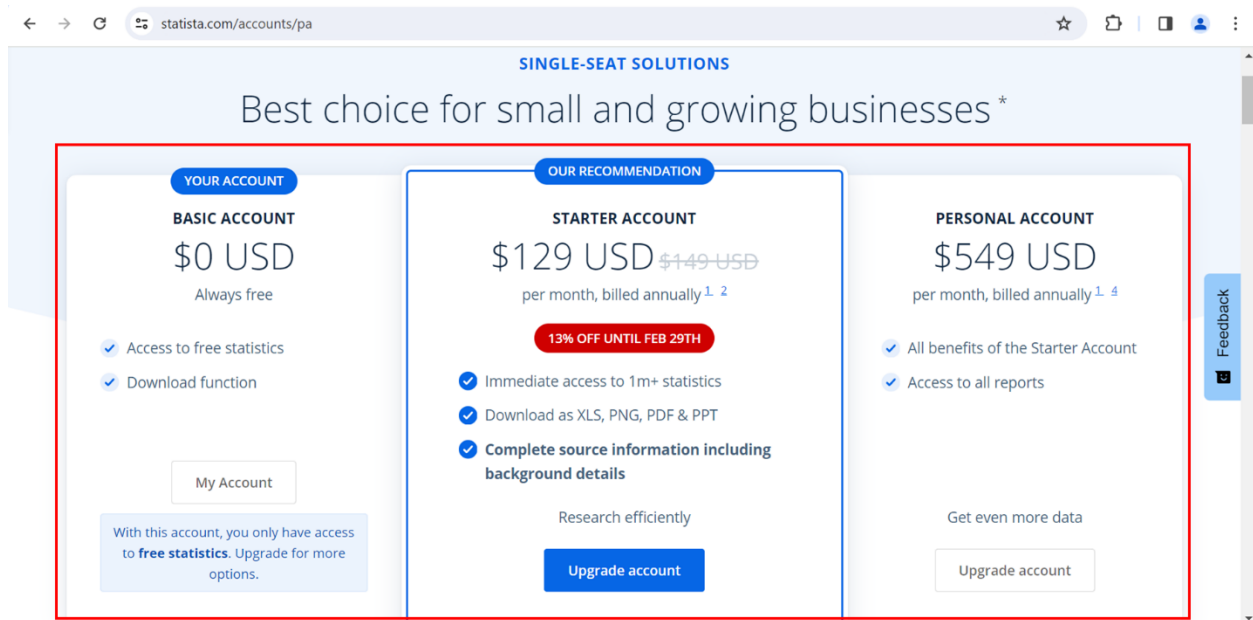 statista.com/accounts/pa
SINGLE-SEAT SOLUTIONS
Best choice for small and growing businesses *
YOUR ACCOUNT
BASIC ACCOUNT
$0 USD
Always free
Access to free statistics
Download function
My Account
With this account, you only have access
to free statistics. Upgrade for more
options.
OUR RECOMMENDATION
STARTER ACCOUNT
$129 USD $149 USD
per month, billed annually 1 2
13% OFF UNTIL FEB 29TH
Immediate access to 1m+ statistics
Download as XLS, PNG, PDF & PPT
Complete source information including
background details
Research efficiently
Upgrade account
PERSONAL ACCOUNT
$549 USD
per month, billed annually 1 4
All benefits of the Starter Account
Access to all reports
Get even more data
Upgrade account
Feedback